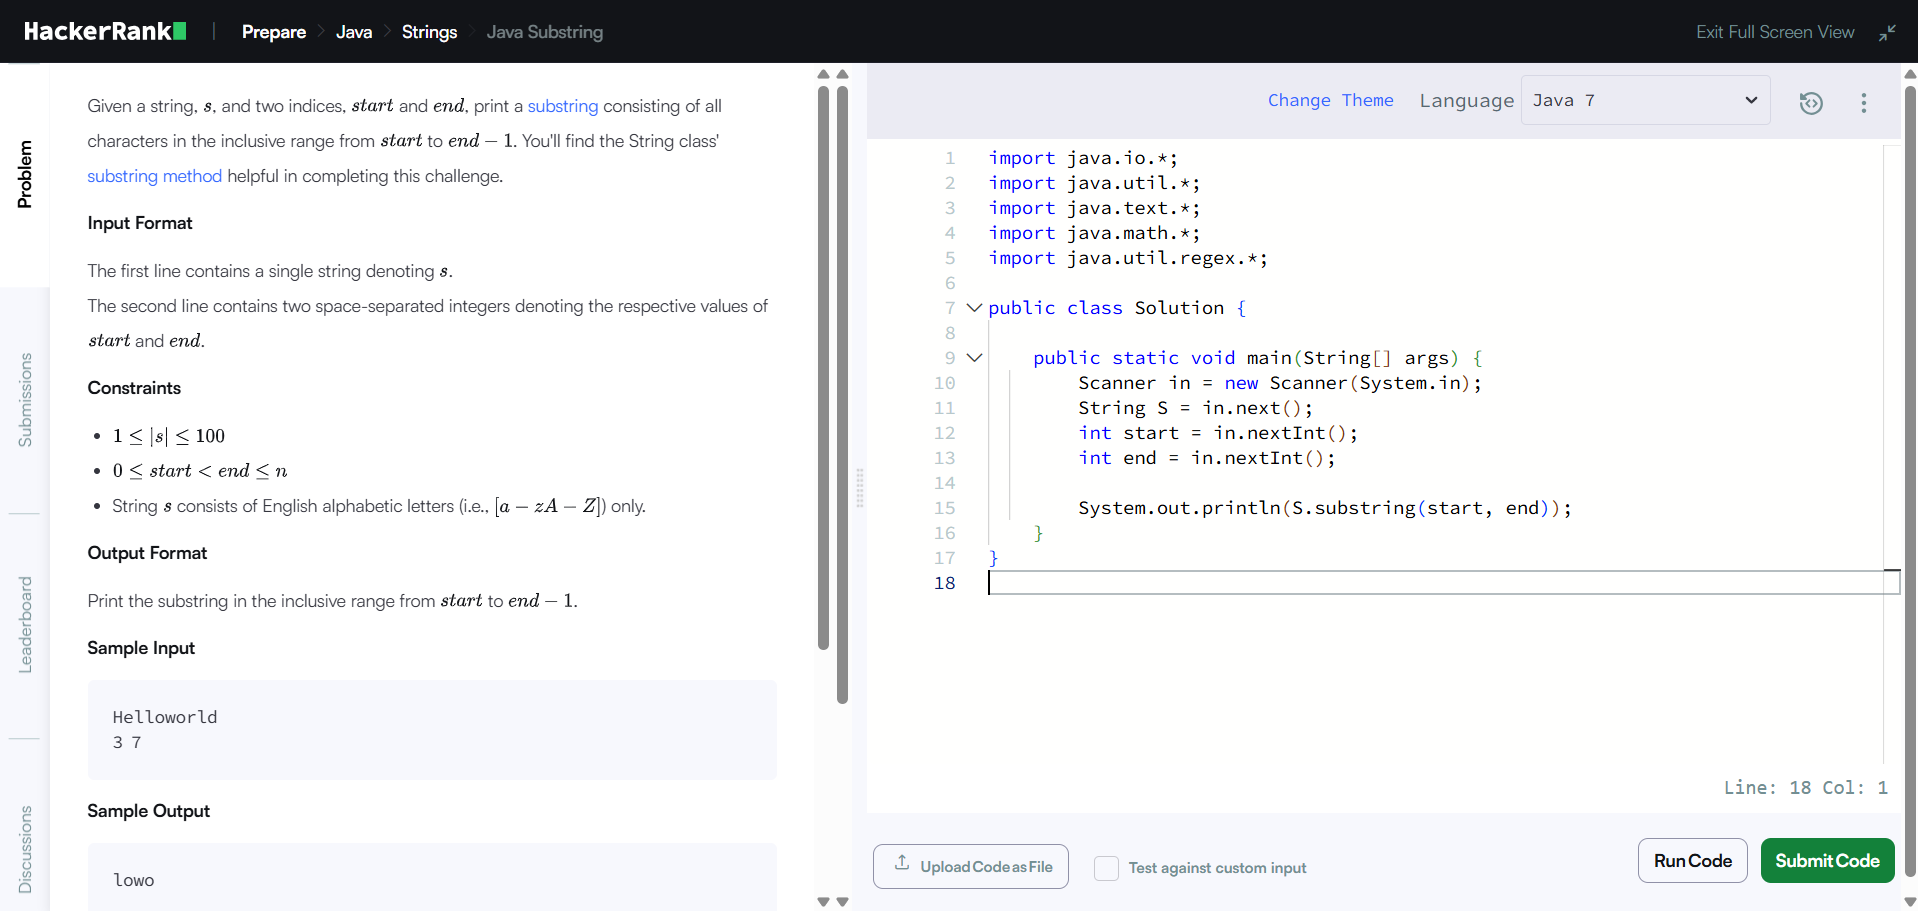 HackerRank | Prepare > Java > Strings > Java Substring
Exit Full Screen View
Problem
Submissions
Leaderboard
Discussions
Given a string, s, and two indices, start and end, print a substring consisting of all
characters in the inclusive range from start to end − 1. You'll find the String class'
substring method helpful in completing this challenge.
Input Format
The first line contains a single string denoting s.
The second line contains two space-separated integers denoting the respective values of
start and end.
Constraints
• 1 ≤ |s| ≤ 100
• 0 ≤ start < end ≤ n
• String s consists of English alphabetic letters (i.e., [a − zA − Z]) only.
Output Format
Print the substring in the inclusive range from start to end − 1.
Sample Input
Helloworld
3 7
Sample Output
lowo
Change Theme Language Java 7
1 import java.io.*;
2 import java.util.*;
3 import java.text.*;
4 import java.math.*;
5 import java.util.regex.*;
6
7 public class Solution {
8
9     public static void main(String[] args) {
10         Scanner in = new Scanner(System.in);
11         String S = in.next();
12         int start = in.nextInt();
13         int end = in.nextInt();
14
15         System.out.println(S.substring(start, end));
16     }
17 }
18
Line: 18 Col: 1
Upload Code as File
Test against custom input
Run Code
Submit Code